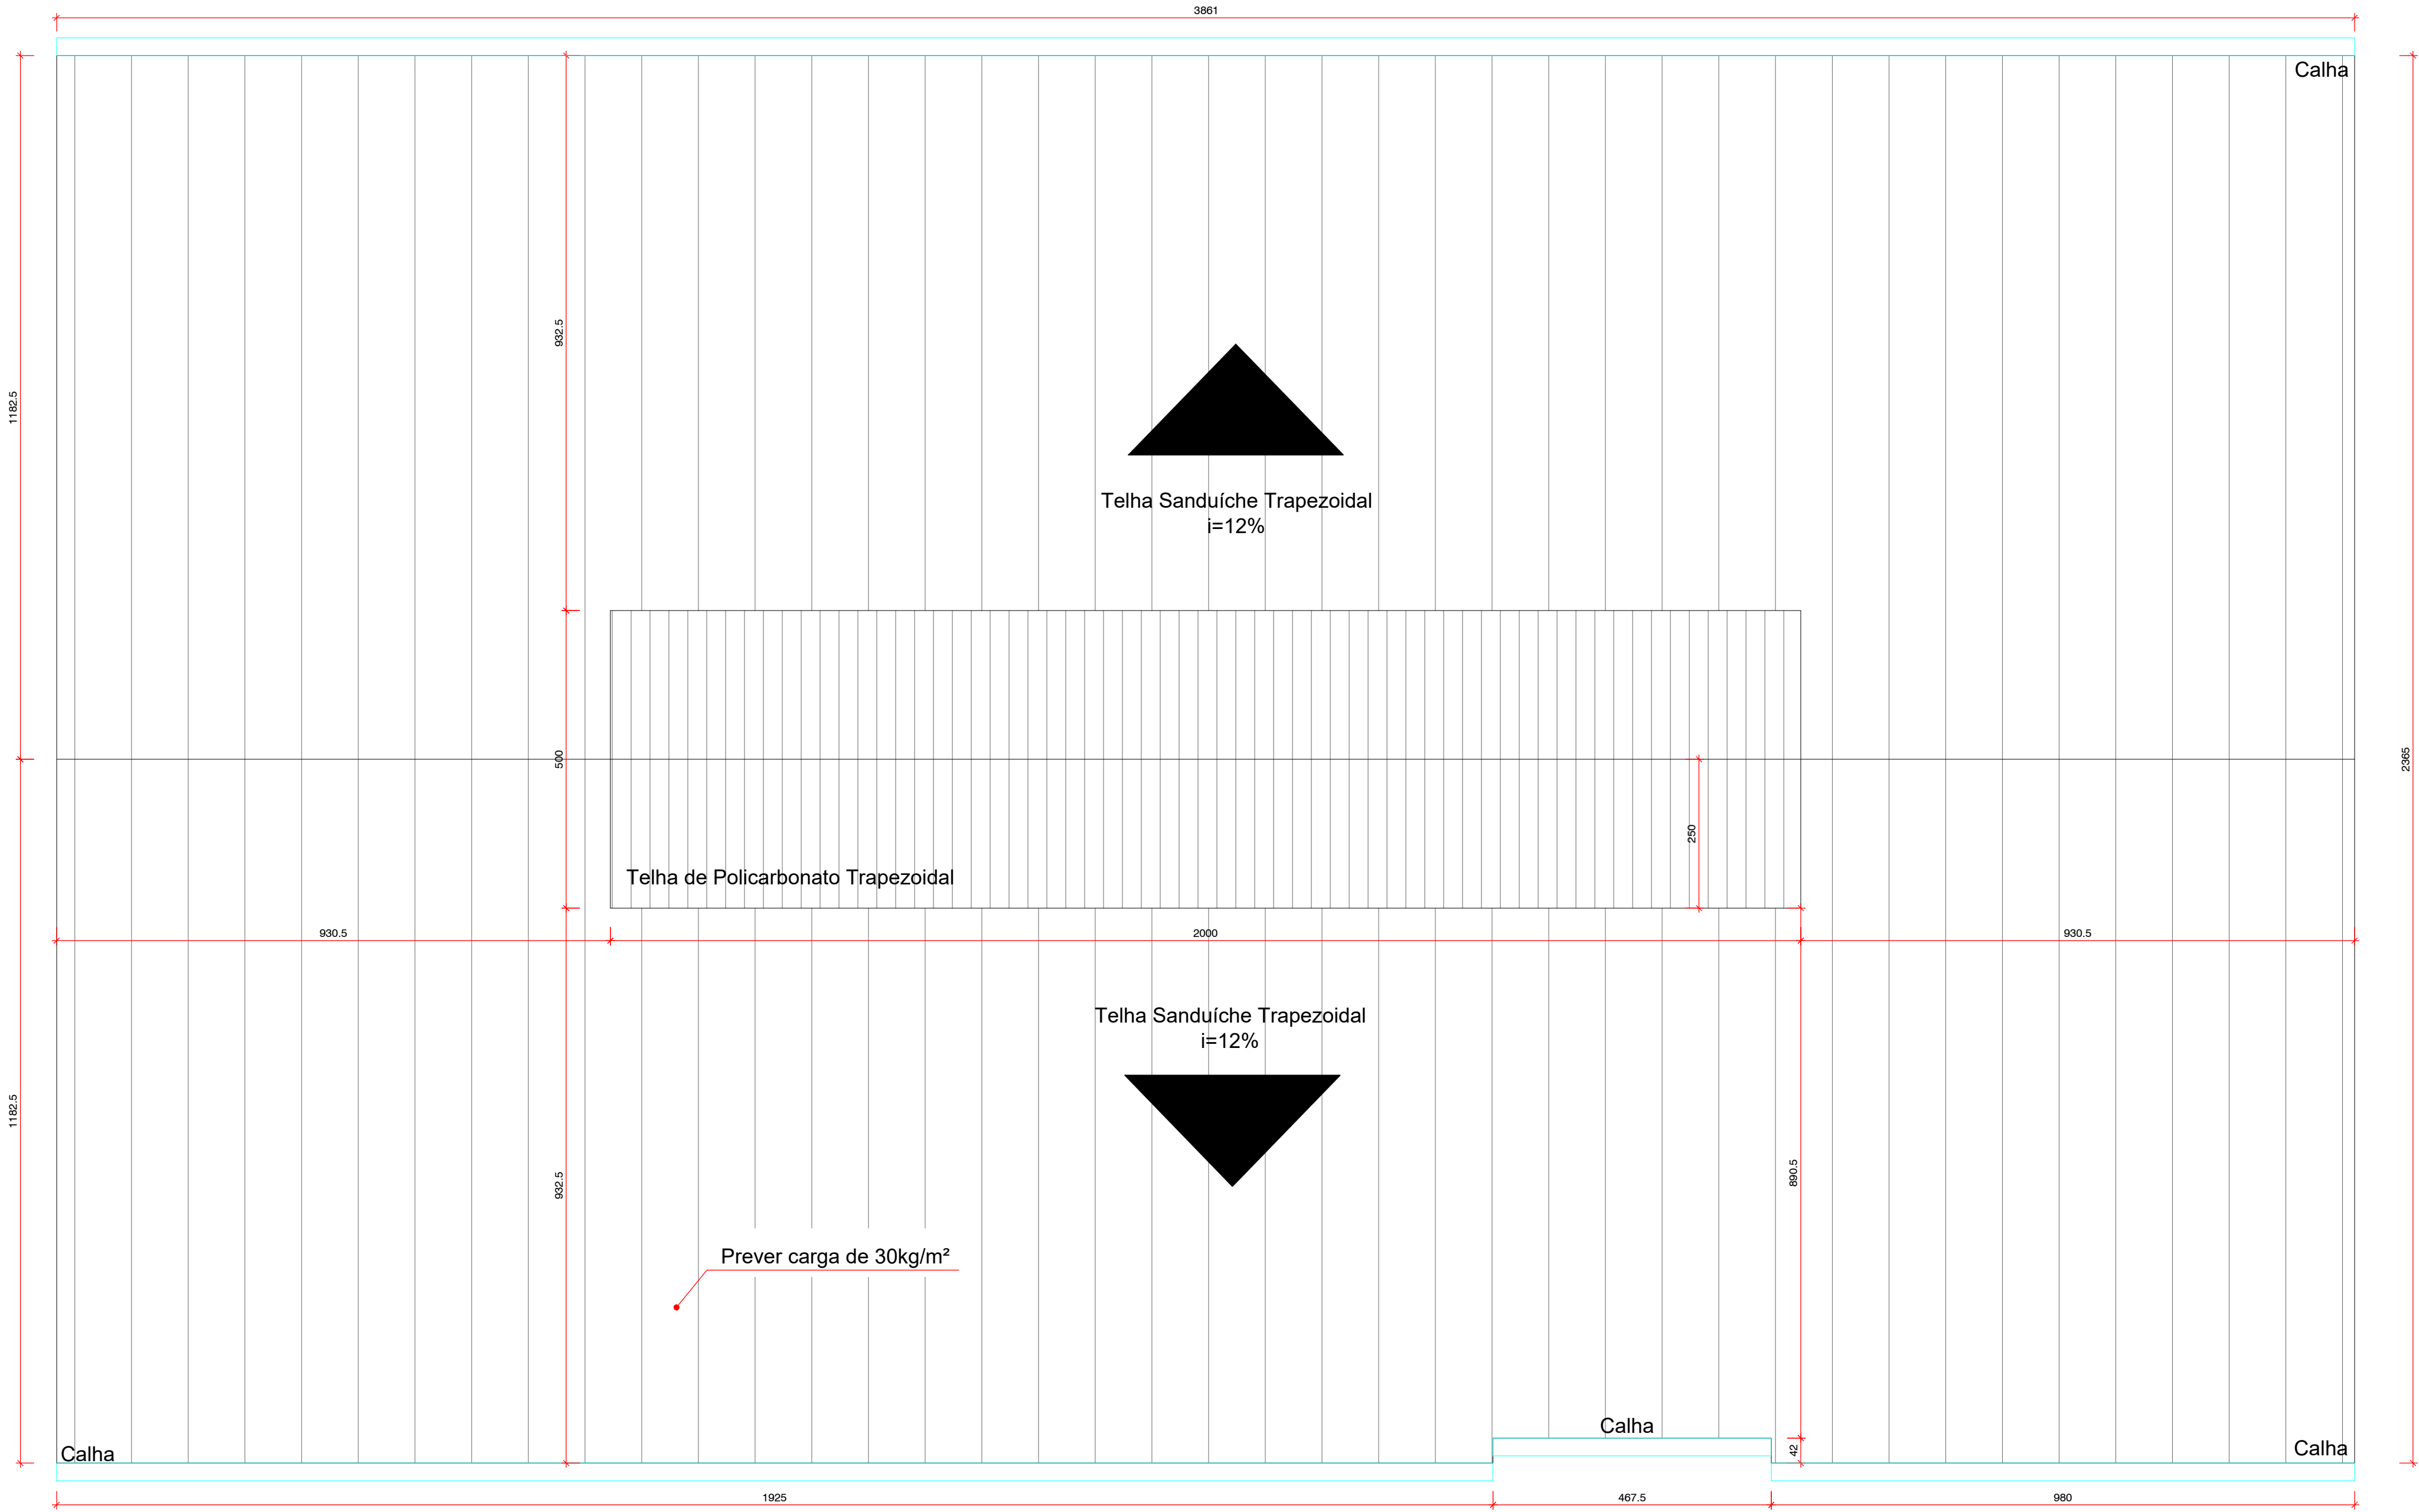 3861
Calha
932.5
1182.5
Telha Sanduíche Trapezoidal
i=12%
500
2365
250
Telha de Policarbonato Trapezoidal
930.5
2000
930.5
Telha Sanduíche Trapezoidal
i=12%
1182.5
932.5
890.5
Prever carga de 30kg/m²
Calha
Calha
42
Calha
1925
467.5
980